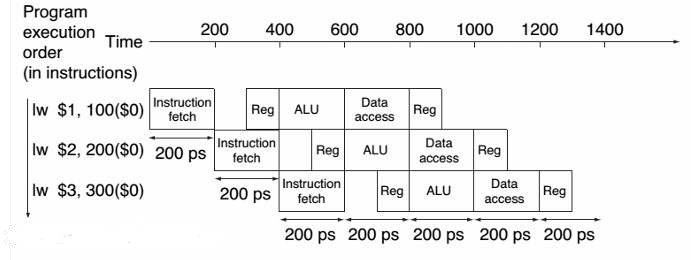 Program
execution
order
(in instructions)
Time
200 400 600 800 1000 1200 1400
lw $1, 100($0)
Instruction
fetch
Reg
ALU
Data
access
Reg
lw $2, 200($0)
200 ps
Instruction
fetch
Reg
ALU
Data
access
Reg
lw $3, 300($0)
200 ps
Instruction
fetch
Reg
ALU
Data
access
Reg
200 ps 200 ps 200 ps 200 ps 200 ps